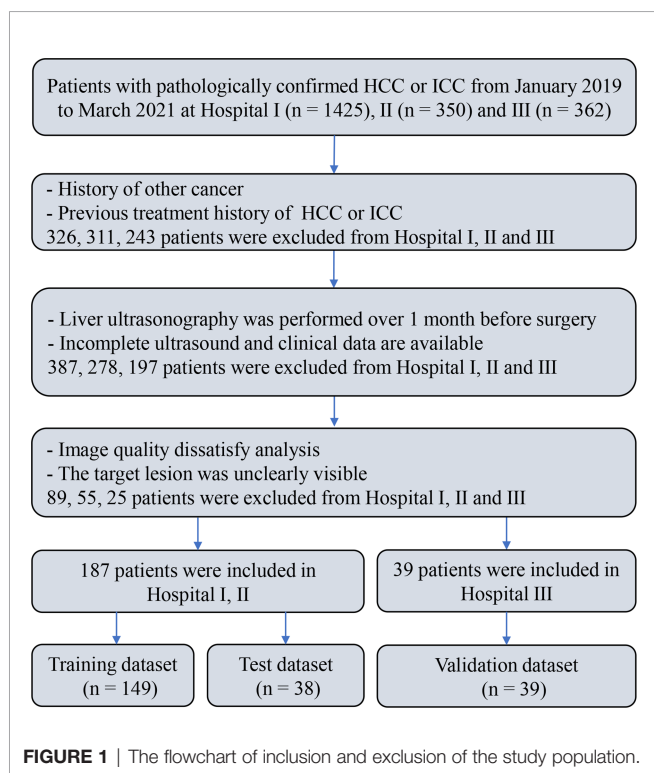 Patients with pathologically confirmed HCC or ICC from January 2019
to March 2021 at Hospital I (n = 1425), II (n = 350) and III (n = 362)
- History of other cancer
- Previous treatment history of HCC or ICC
326, 311, 243 patients were excluded from Hospital I, II and III
- Liver ultrasonography was performed over 1 month before surgery
- Incomplete ultrasound and clinical data are available
387, 278, 197 patients were excluded from Hospital I, II and III
- Image quality dissatisfy analysis
- The target lesion was unclearly visible
89, 55, 25 patients were excluded from Hospital I, II and III
187 patients were included in
Hospital I, II
39 patients were included in
Hospital III
Training dataset
(n = 149)
Test dataset
(n = 38)
Validation dataset
(n = 39)
FIGURE 1 | The flowchart of inclusion and exclusion of the study population.